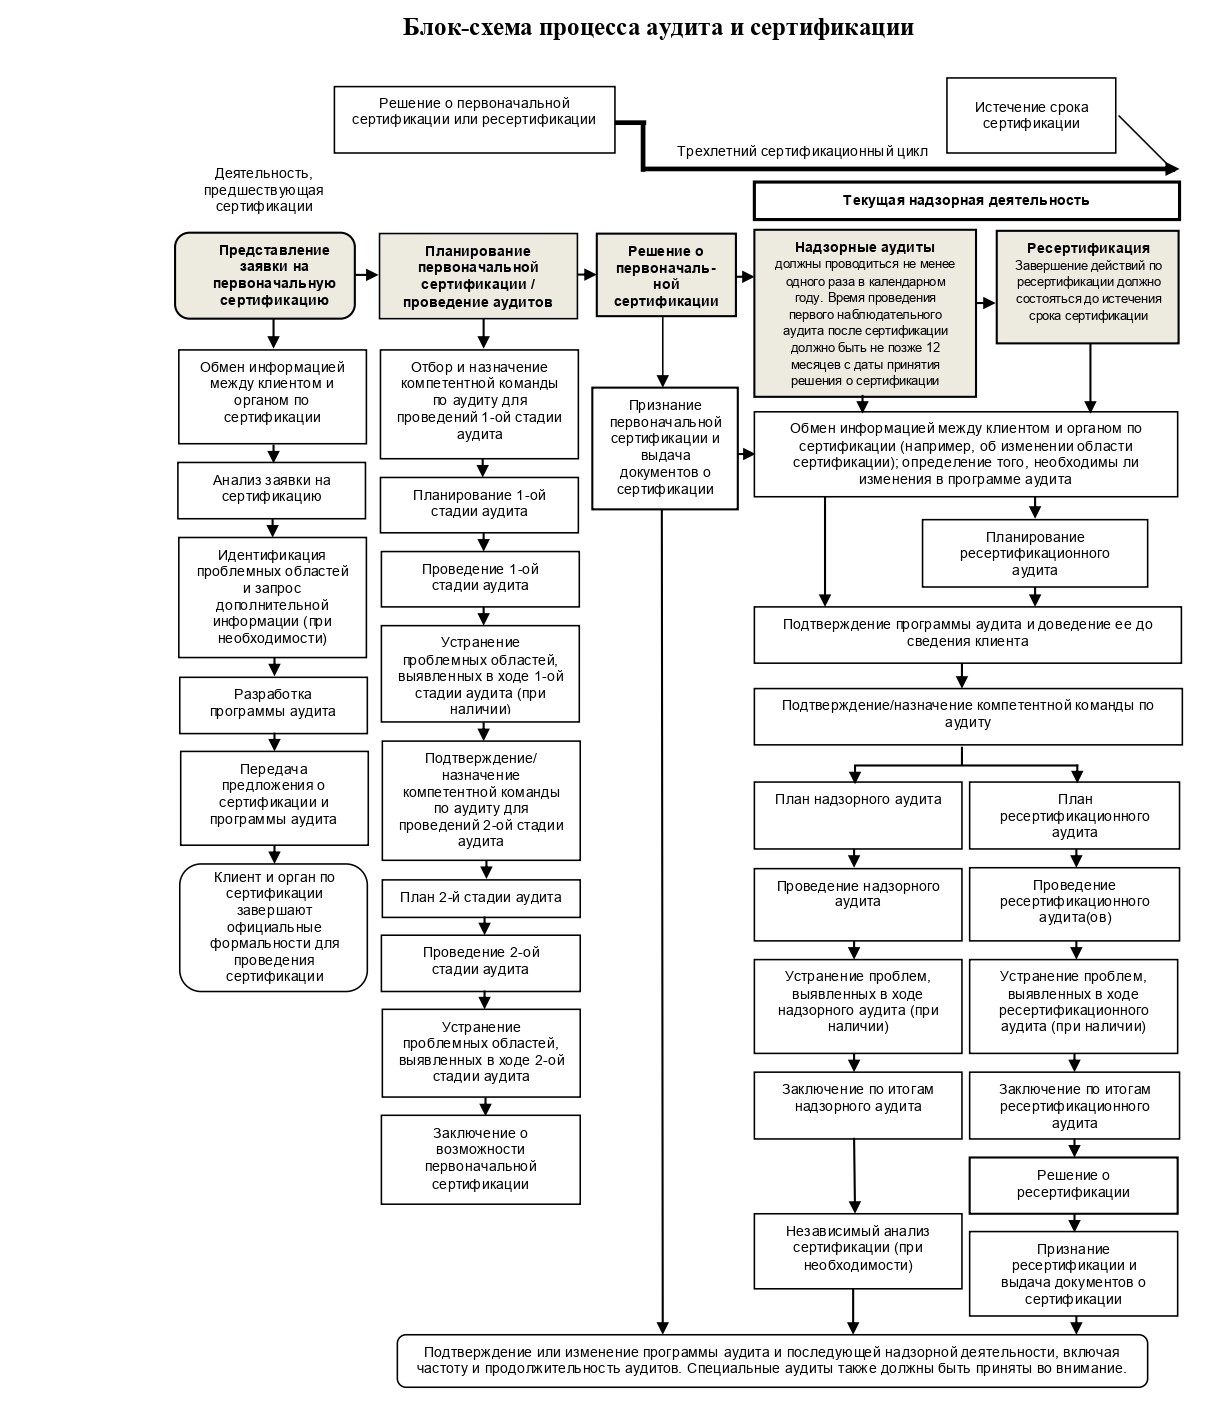 Блок-схема процесса аудита и сертификации
Решение о первоначальной
сертификации или ресертификации
Истечение срока
сертификации
Трехлетний сертификационный цикл
Деятельность,
предшествующая
сертификации
Текущая надзорная деятельность
Представление
заявки на
первоначальную
сертификацию
Планирование
первоначальной
сертификации /
проведение аудитов
Решение о
первоначаль-
ной
сертификации
Надзорные аудиты
должны проводиться не менее
одного раза в календарном
году. Время проведения
первого наблюдательного
аудита после сертификации
должно быть не позже 12
месяцев с даты принятия
решения о сертификации
Ресертификация
Завершение действий по
ресертификации должно
состояться до истечения
срока сертификации
Обмен информацией
между клиентом и
органом по
сертификации
Анализ заявки на
сертификацию
Идентификация
проблемных областей
и запрос
дополнительной
информации (при
необходимости)
Разработка
программы аудита
Передача
предложения о
сертификации и
программы аудита
Клиент и орган по
сертификации
завершают
официальные
формальности для
проведения
сертификации
Отбор и назначение
компетентной команды
по аудиту для
проведений 1-ой стадии
аудита
Планирование 1-ой
стадии аудита
Проведение 1-ой
стадии аудита
Устранение
проблемных областей,
выявленных в ходе 1-ой
стадии аудита (при
наличии)
Подтверждение/
назначение
компетентной команды
по аудиту для
проведений 2-ой стадии
аудита
План 2-й стадии аудита
Проведение 2-ой
стадии аудита
Устранение
проблемных областей,
выявленных в ходе 2-ой
стадии аудита
Заключение о
возможности
первоначальной
сертификации
Признание
первоначальной
сертификации и
выдача
документов о
сертификации
Обмен информацией между клиентом и органом по
сертификации (например, об изменении области
сертификации); определение того, необходимы ли
изменения в программе аудита
Планирование
ресертификационного
аудита
Подтверждение программы аудита и доведение ее до
сведения клиента
Подтверждение/назначение компетентной команды по
аудиту
План надзорного аудита
Проведение надзорного
аудита
Устранение проблем,
выявленных в ходе
надзорного аудита (при
наличии)
Заключение по итогам
надзорного аудита
Независимый анализ
сертификации (при
необходимости)
План
ресертификационного
аудита
Проведение
ресертификационного
аудита(ов)
Устранение проблем,
выявленных в ходе
ресертификационного
аудита (при наличии)
Заключение по итогам
ресертификационного
аудита
Решение о
ресертификации
Признание
ресертификации и
выдача документов о
сертификации
Подтверждение или изменение программы аудита и последующей надзорной деятельности, включая
частоту и продолжительность аудитов. Специальные аудиты также должны быть приняты во внимание.